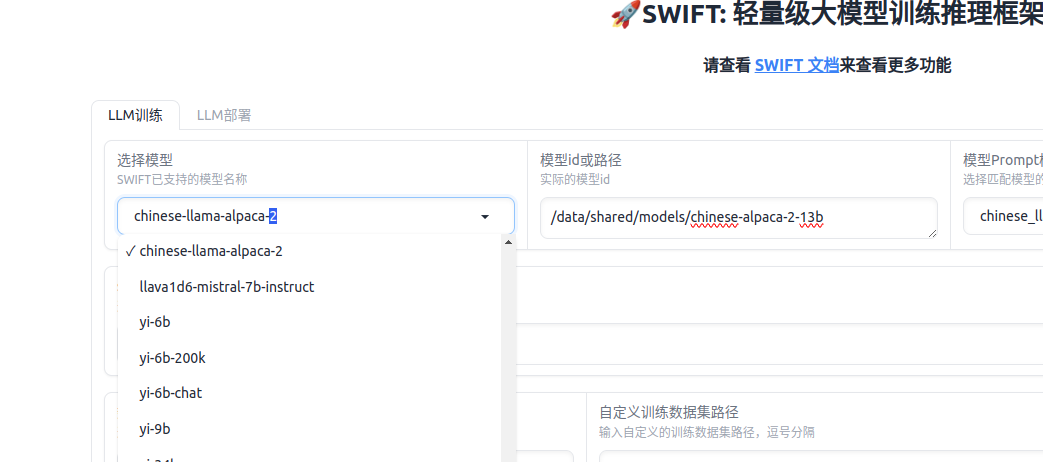 🚀SWIFT: 轻量级大模型训练推理框架
请查看 SWIFT 文档来查看更多功能
LLM训练
LLM部署
选择模型
SWIFT已支持的模型名称
chinese-llama-alpaca-2
模型id或路径
实际的模型id
/data/shared/models/chinese-alpaca-2-13b
模型Prompt
选择匹配模型的
chinese_ll
✓ chinese-llama-alpaca-2
llava1d6-mistral-7b-instruct
yi-6b
yi-6b-200k
yi-6b-chat
yi-9b
自定义训练数据集路径
输入自定义的训练数据集路径，逗号分隔